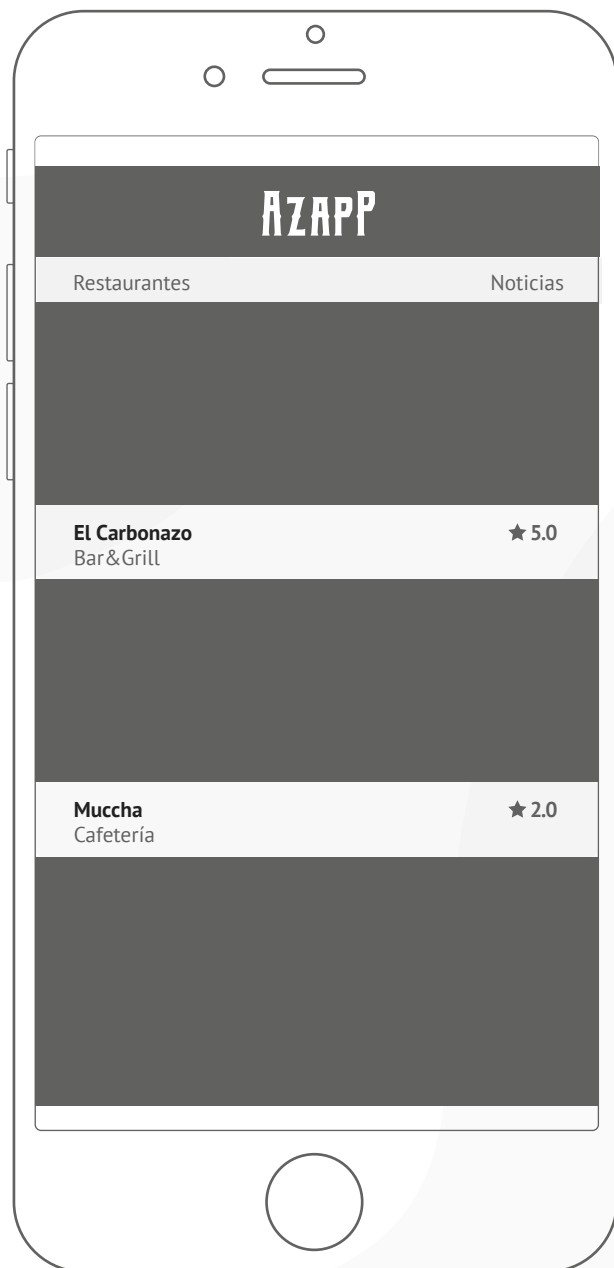 AZAPP
Restaurantes Noticias
El Carbonazo ★ 5.0
Bar&Grill
Muccha ★ 2.0
Cafetería